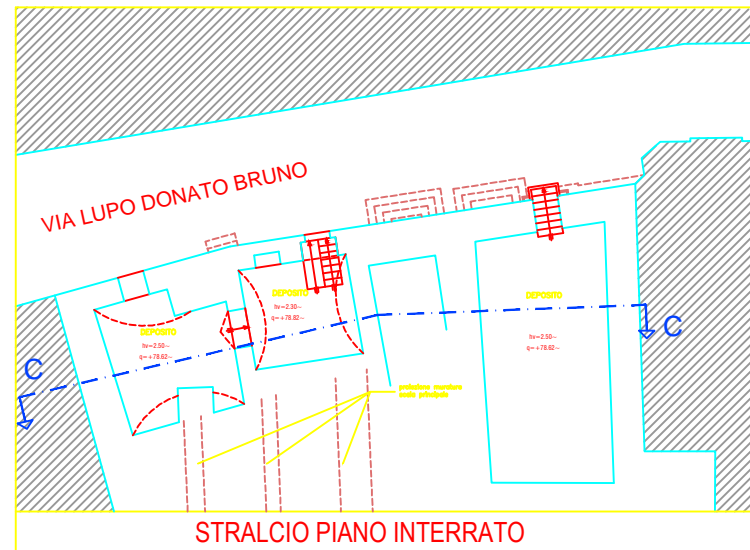 VIA LUPO DONATO BRUNO
DEPOSITO
hv=2.30~
q=+78.82~
DEPOSITO
hv=2.50~
q=+78.62~
DEPOSITO
hv=2.50~
q=+78.62~
C
C
STRALCIO PIANO INTERRATO